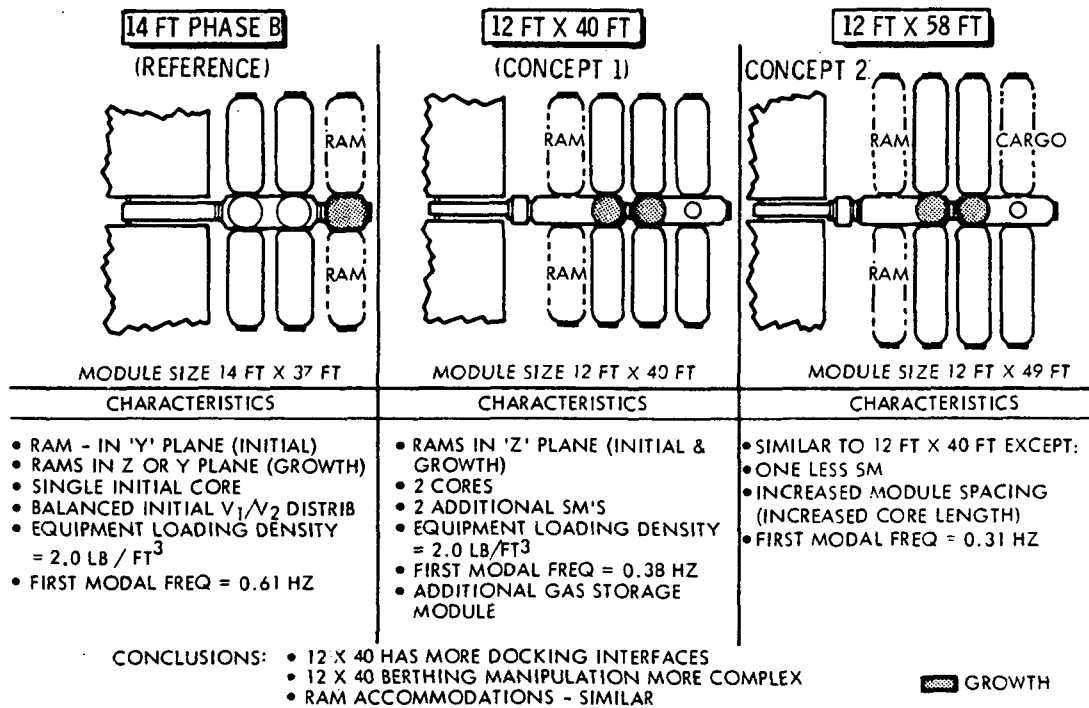 14 FT PHASE B
(REFERENCE)
RAM
RAM
MODULE SIZE 14 FT X 37 FT
CHARACTERISTICS
• RAM - IN 'Y' PLANE (INITIAL)
• RAMS IN Z OR Y PLANE (GROWTH)
• SINGLE INITIAL CORE
• BALANCED INITIAL V1/V2 DISTRIB
• EQUIPMENT LOADING DENSITY
= 2.0 LB / FT3
• FIRST MODAL FREQ = 0.61 HZ
12 FT X 40 FT
(CONCEPT 1)
RAM
RAM
MODULE SIZE 12 FT X 40 FT
CHARACTERISTICS
• RAMS IN 'Z' PLANE (INITIAL &
GROWTH)
• 2 CORES
• 2 ADDITIONAL SM'S
• EQUIPMENT LOADING DENSITY
= 2.0 LB/FT3
• FIRST MODAL FREQ = 0.38 HZ
• ADDITIONAL GAS STORAGE
MODULE
12 FT X 58 FT
CONCEPT 2
RAM
CARGO
RAM
MODULE SIZE 12 FT X 49 FT
CHARACTERISTICS
• SIMILAR TO 12 FT X 40 FT EXCEPT:
• ONE LESS SM
• INCREASED MODULE SPACING
(INCREASED CORE LENGTH)
• FIRST MODAL FREQ = 0.31 HZ
CONCLUSIONS: • 12 X 40 HAS MORE DOCKING INTERFACES
• 12 X 40 BERTHING MANIPULATION MORE COMPLEX
• RAM ACCOMMODATIONS - SIMILAR
GROWTH